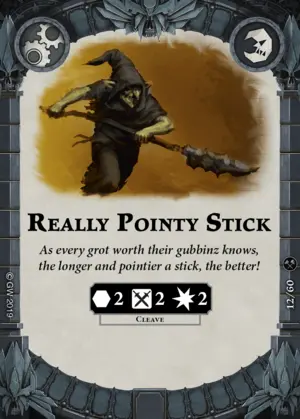 REALLY POINTY STICK
As every grot worth their gubbinz knows,
the longer and pointier a stick, the better!
2 2 2
CLEAVE
©GW 2019
12/60